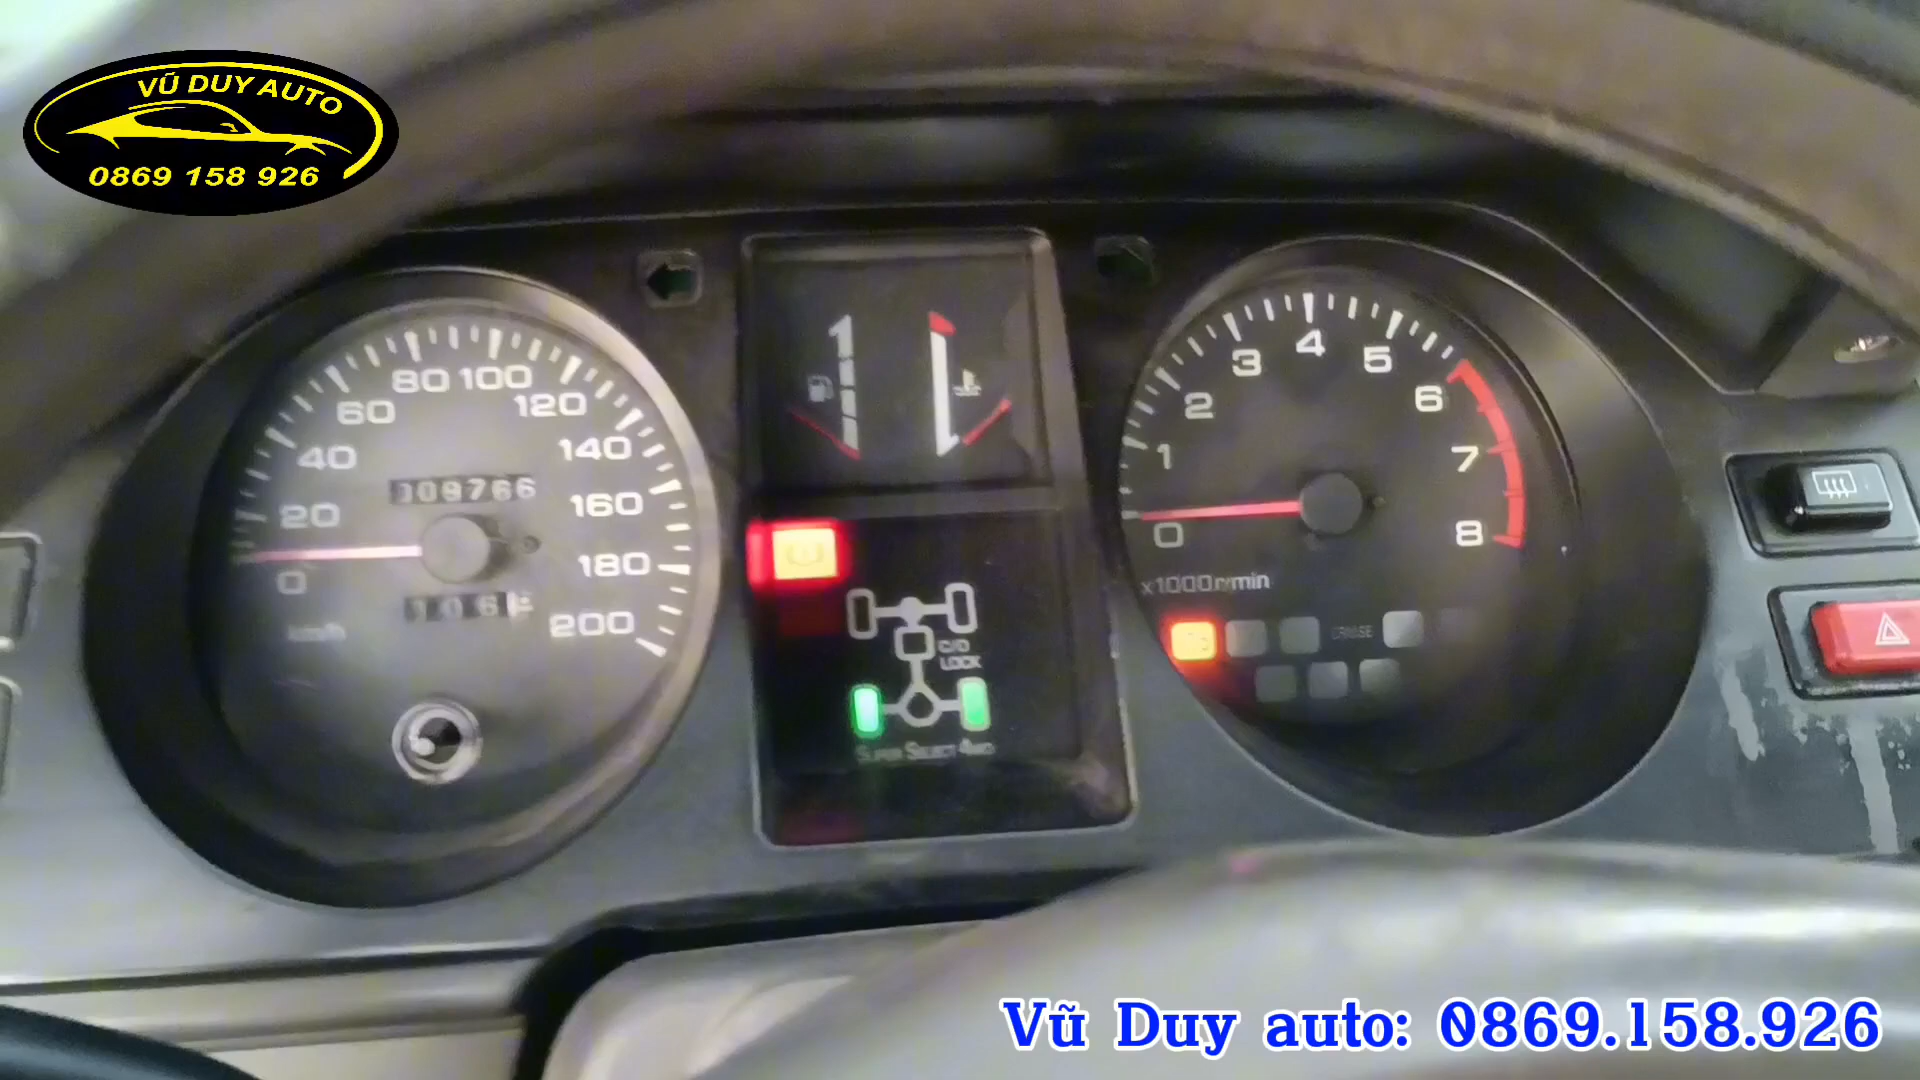 VŨ DUY AUTO
0869 158 926
80 100
60
120
40
140
20
160
0
180
km/h
200
1
4
3
5
2
6
1
7
0
8
x1000r/min
CRUISE
C/D
LOCK
SUPER SELECT 4WD
Vũ Duy auto: 0869.158.926